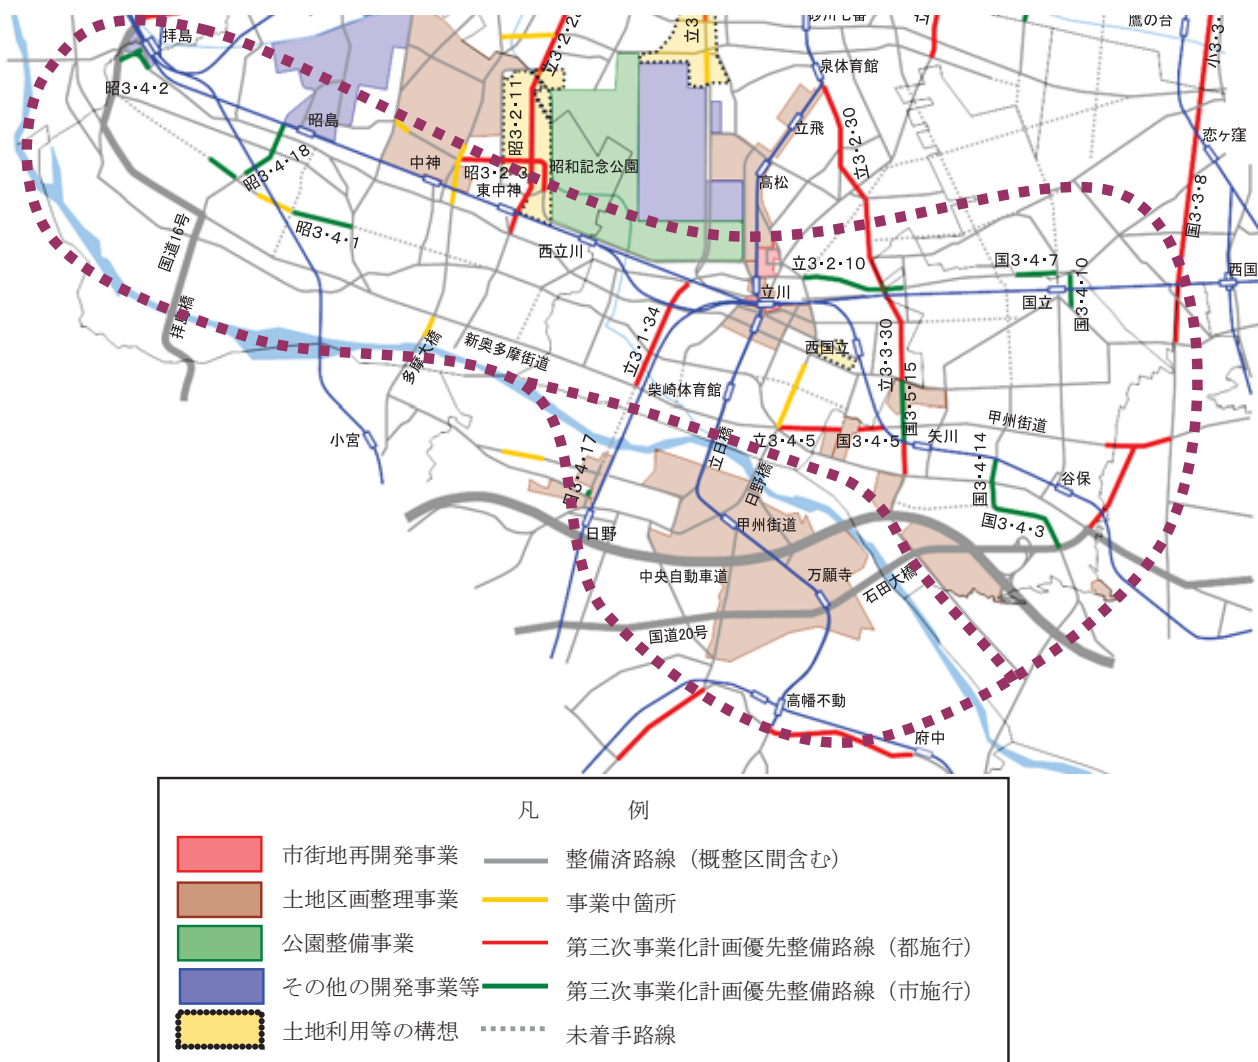 拝島
昭3・4・2
昭島
昭3・4・18
昭3・4・1
国道16号
拝島橋
中神
昭3・2・3
東中神
昭3・2・11
昭和記念公園
西立川
泉体育館
立飛
高松
立3・2・30
鷹の台
恋ヶ窪
国3・3・8
立3・2・10
国3・4・7
国3・4・10
国立
西国
立川
立3・1・34
西国立
立3・3・30
国3・5・15
新奥多摩街道
多摩大橋
柴崎体育館
立日橋
日野橋
立3・4・5
国3・4・5
矢川
甲州街道
国3・4・14
谷保
国3・4・3
小宮
日3・4・17
日野
甲州街道
中央自動車道
万願寺
石田大橋
国道20号
高幡不動
府中
凡 例
市街地再開発事業
土地区画整理事業
公園整備事業
その他の開発事業等
土地利用等の構想
整備済路線（概整区間含む）
事業中箇所
第三次事業化計画優先整備路線（都施行）
第三次事業化計画優先整備路線（市施行）
未着手路線